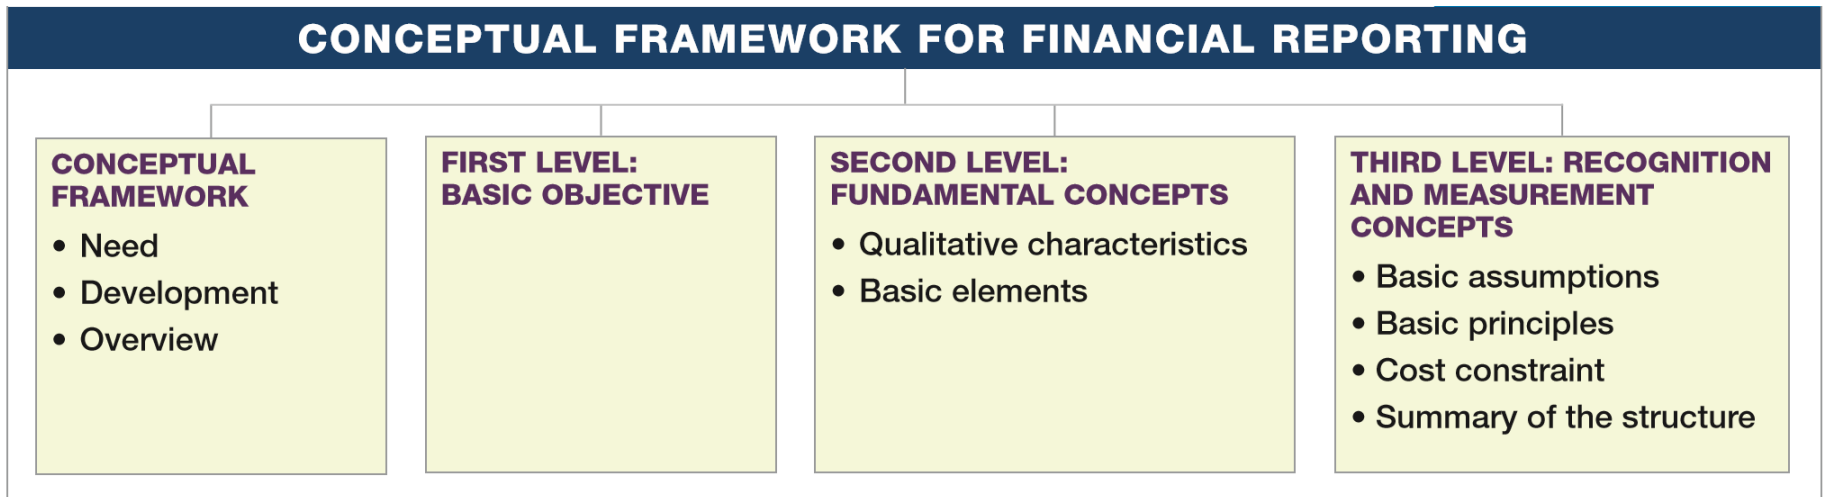 CONCEPTUAL FRAMEWORK FOR FINANCIAL REPORTING
CONCEPTUAL
FRAMEWORK
• Need
• Development
• Overview
FIRST LEVEL:
BASIC OBJECTIVE
SECOND LEVEL:
FUNDAMENTAL CONCEPTS
• Qualitative characteristics
• Basic elements
THIRD LEVEL: RECOGNITION
AND MEASUREMENT
CONCEPTS
• Basic assumptions
• Basic principles
• Cost constraint
• Summary of the structure